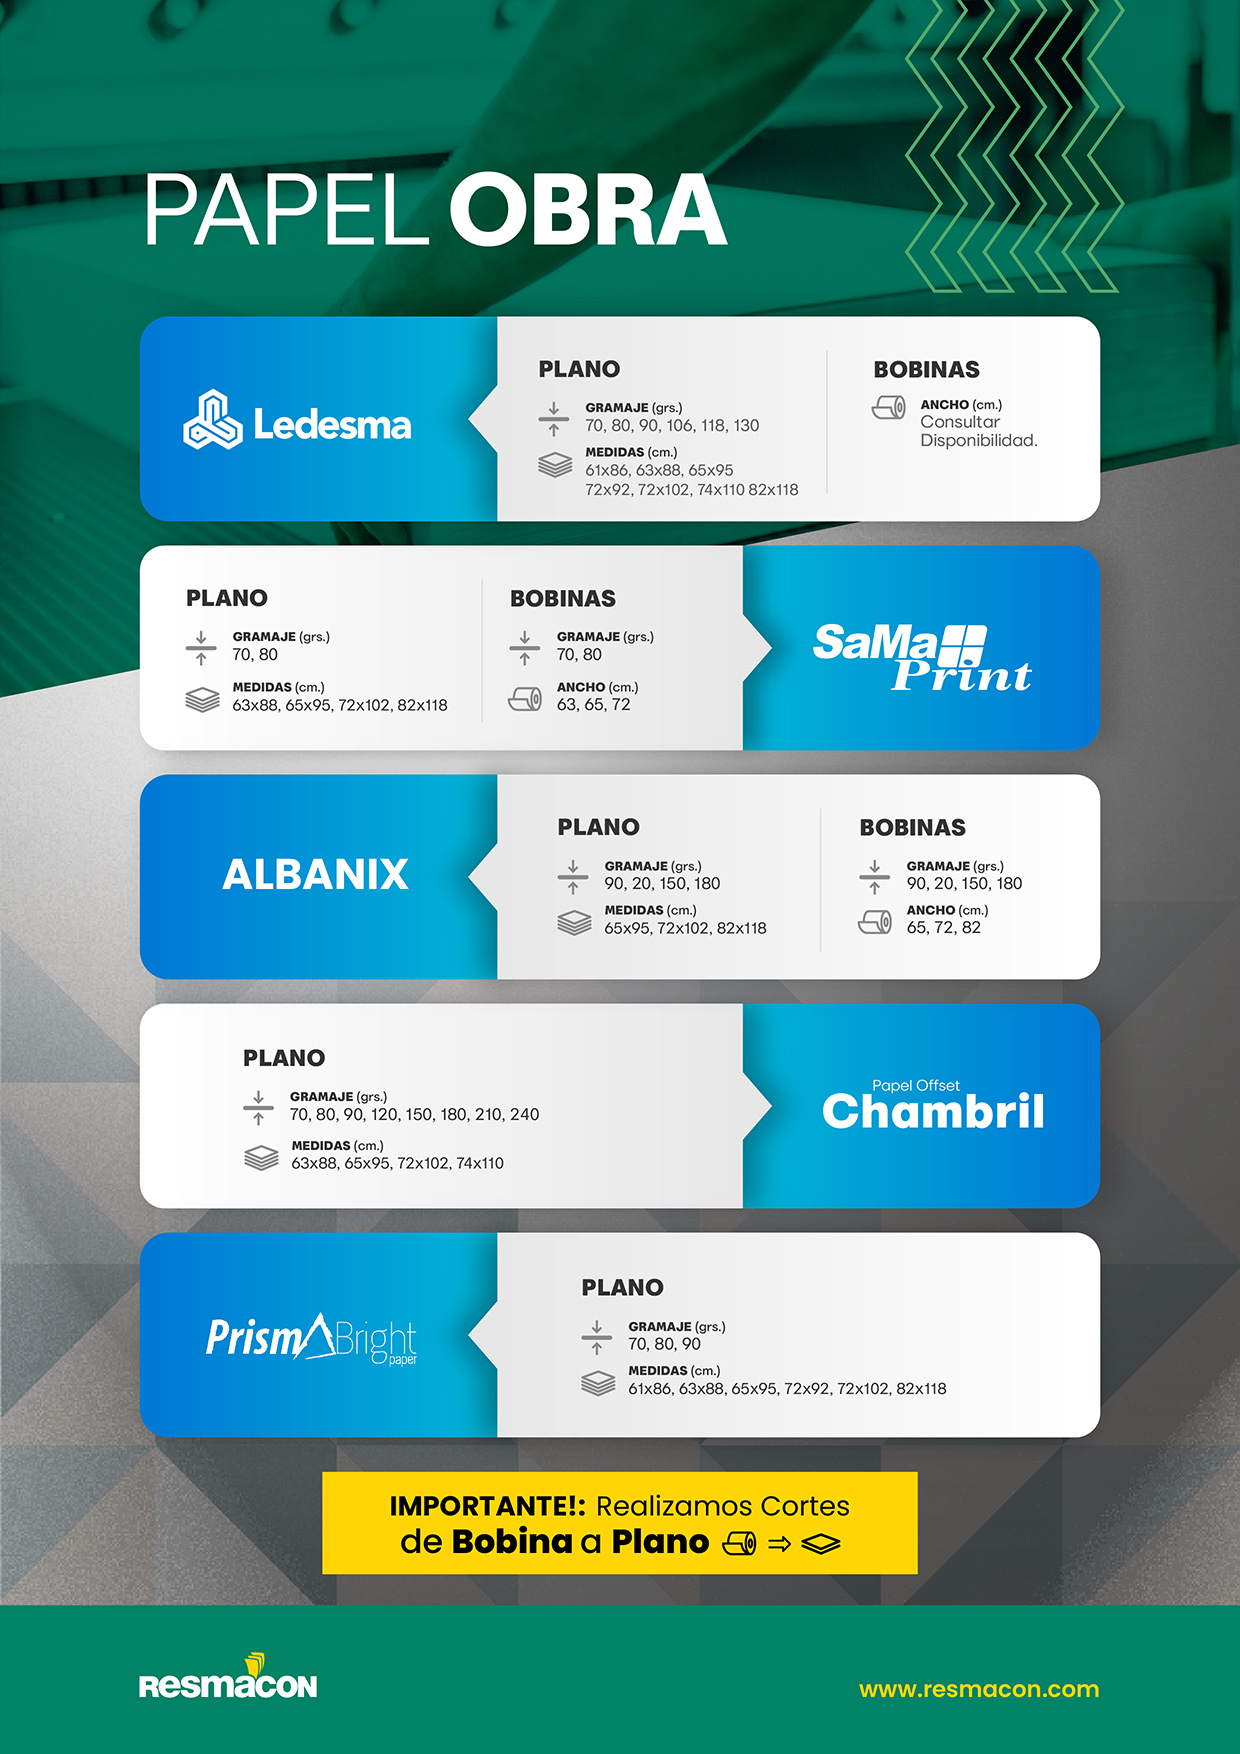 PAPEL OBRA
Ledesma
PLANO
GRAMAJE (grs.)
70, 80, 90, 106, 118, 130
MEDIDAS (cm.)
61x86, 63x88, 65x95
72x92, 72x102, 74x110 82x118
BOBINAS
ANCHO (cm.)
Consultar
Disponibilidad.
PLANO
GRAMAJE (grs.)
70, 80
MEDIDAS (cm.)
63x88, 65x95, 72x102, 82x118
BOBINAS
GRAMAJE (grs.)
70, 80
ANCHO (cm.)
63, 65, 72
SaMa
Print
ALBANIX
PLANO
GRAMAJE (grs.)
90, 20, 150, 180
MEDIDAS (cm.)
65x95, 72x102, 82x118
BOBINAS
GRAMAJE (grs.)
90, 20, 150, 180
ANCHO (cm.)
65, 72, 82
PLANO
GRAMAJE (grs.)
70, 80, 90, 120, 150, 180, 210, 240
MEDIDAS (cm.)
63x88, 65x95, 72x102, 74x110
Papel Offset
Chambril
PrismABright
paper
PLANO
GRAMAJE (grs.)
70, 80, 90
MEDIDAS (cm.)
61x86, 63x88, 65x95, 72x92, 72x102, 82x118
IMPORTANTE!: Realizamos Cortes
de Bobina a Plano
RESMACON
www.resmacon.com